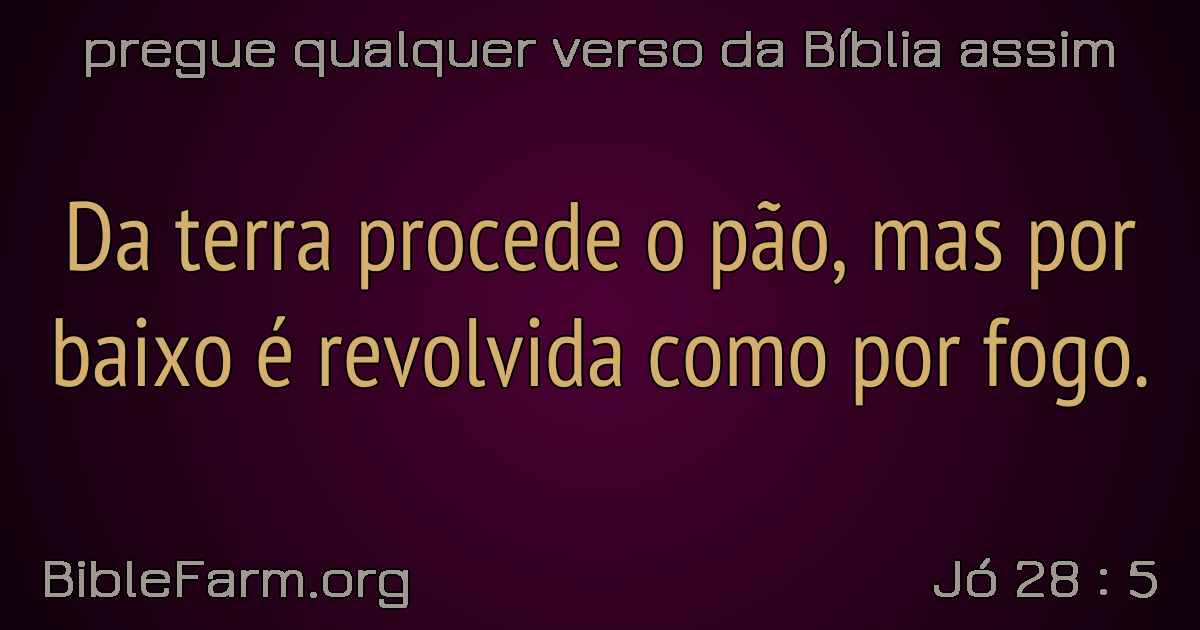 pregue qualquer verso da Bíblia assim
Da terra procede o pão, mas por
baixo é revolvida como por fogo.
BibleFarm.org
Jó 28 : 5